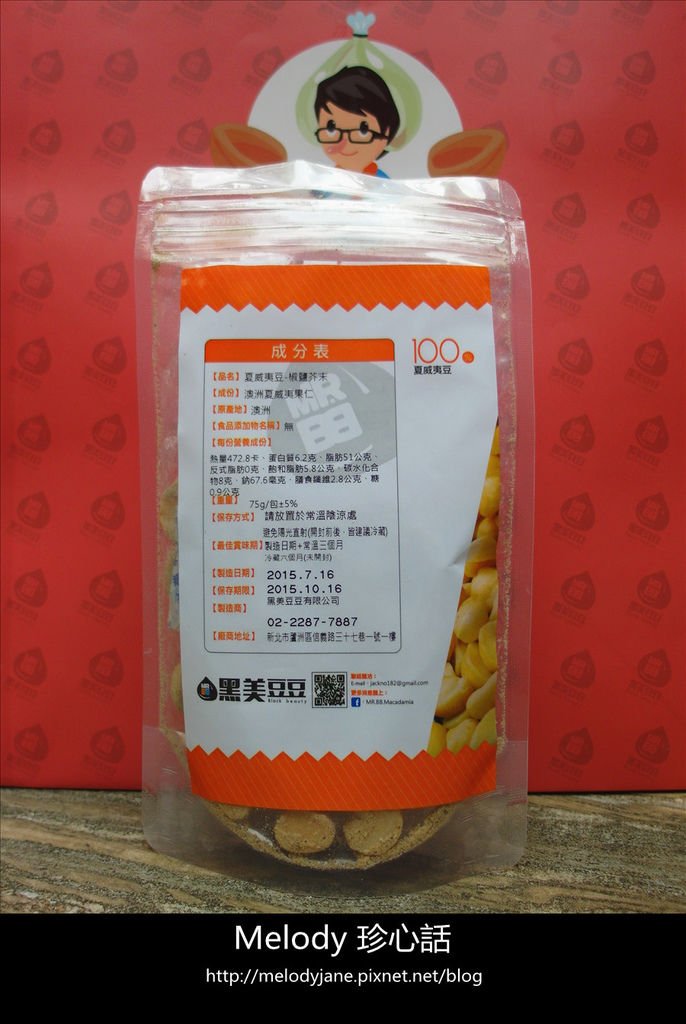 成分表
100%
夏威夷豆
【品名】夏威夷豆-椒鹽芥末
【成份】澳洲夏威夷果仁
【原產地】澳洲
【食品添加物名稱】無
【每份營養成份】
熱量472.8卡、蛋白質6.2克、脂肪51公克、
反式脂肪0克、飽和脂肪5.8公克、碳水化合
物8克、鈉67.6毫克、膳食纖維2.8公克、糖
0.9公克
【重量】 75g/包±5%
【保存方式】 請放置於常溫陰涼處
避免陽光直射(開封前後、皆建議冷藏)
【最佳賞味期】製造日期+常溫三個月
冷藏六個月(未開封)
【製造日期】 2015.7.16
【保存期限】 2015.10.16
【製造商】 黑美豆豆有限公司
02-2287-7887
【廠商地址】 新北市蘆洲區信義路三十七巷一號一樓
MR.BB
黑美豆豆
Black beauty
E-mail：jackno182@gmail.com
更多消息請上：
f：MR.BB.Macadamia
Melody 珍心話
http://melodyjane.pixnet.net/blog